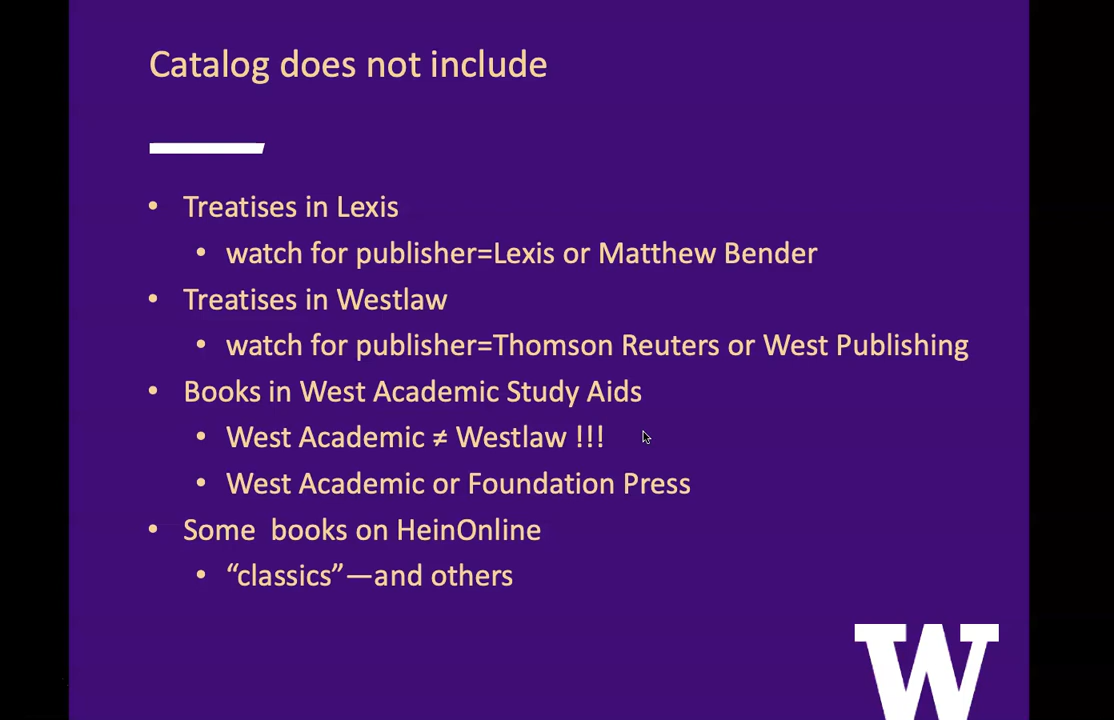 Catalog does not include
• Treatises in Lexis
• watch for publisher=Lexis or Matthew Bender
• Treatises in Westlaw
• watch for publisher=Thomson Reuters or West Publishing
• Books in West Academic Study Aids
• West Academic ≠ Westlaw !!!
• West Academic or Foundation Press
• Some  books on HeinOnline
• “classics”—and others
W